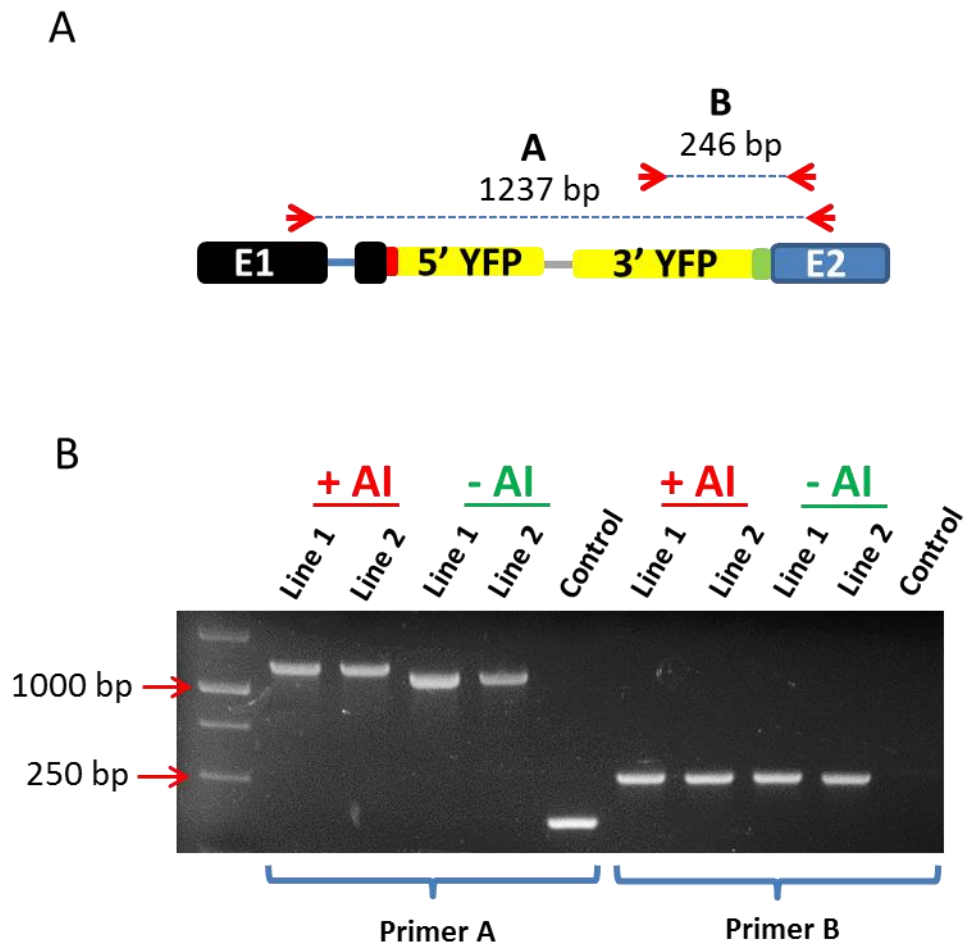 A
B
246 bp
A
1237 bp
E1
5’ YFP
3’ YFP
E2
B
+ AI
- AI
+ AI
- AI
Line 1
Line 2
Line 1
Line 2
Control
Line 1
Line 2
Line 1
Line 2
Control
1000 bp
250 bp
Primer A
Primer B